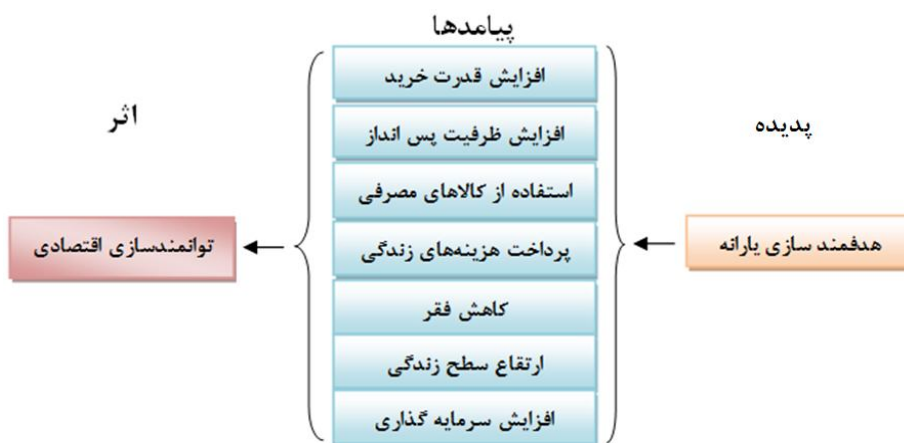 پیامدها
پدیده
اثر
هدفمند سازی یارانه
افزایش قدرت خرید
افزایش ظرفیت پس انداز
استفاده از کالاهای مصرفی
پرداخت هزینه‌های زندگی
کاهش فقر
ارتقاع سطح زندگی
افزایش سرمایه گذاری
توانمندسازی اقتصادی